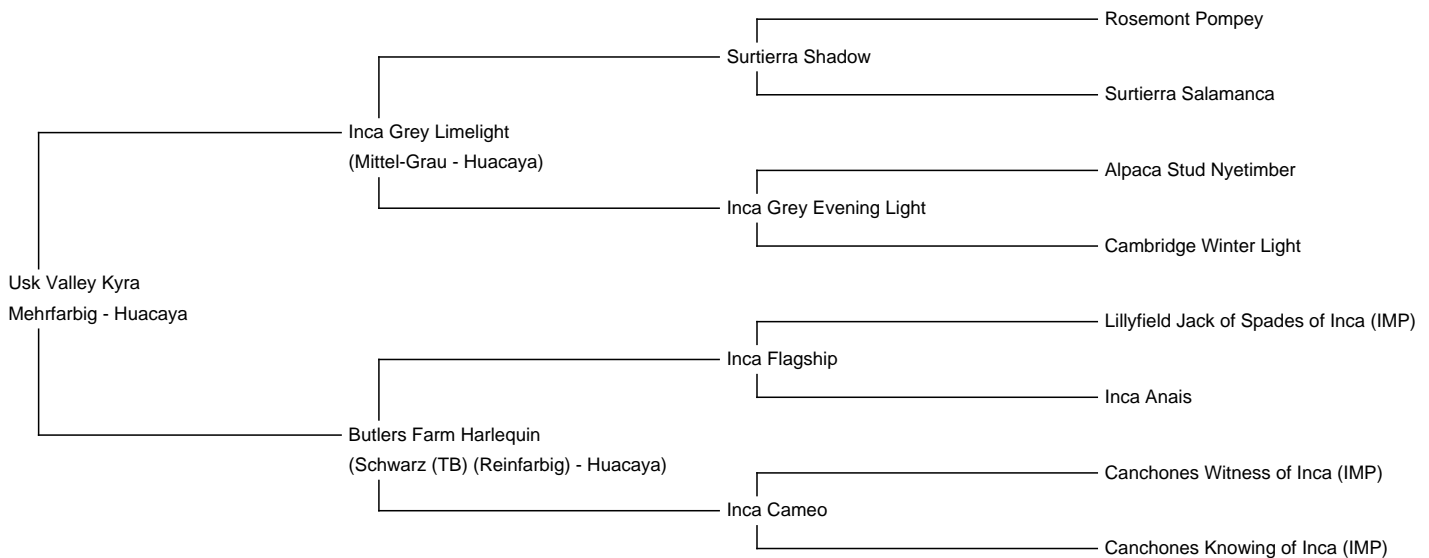 Rosemont Pompey
Surtierra Shadow
Surtierra Salamanca
Inca Grey Limelight
(Mittel-Grau - Huacaya)
Alpaca Stud Nyetimber
Inca Grey Evening Light
Cambridge Winter Light
Usk Valley Kyra
Mehrfarbig - Huacaya
Lillyfield Jack of Spades of Inca (IMP)
Inca Flagship
Inca Anais
Butlers Farm Harlequin
(Schwarz (TB) (Reinfarbig) - Huacaya)
Canchones Witness of Inca (IMP)
Inca Cameo
Canchones Knowing of Inca (IMP)